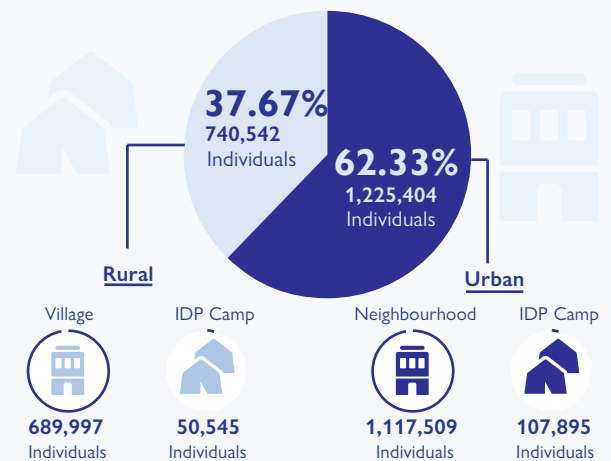 37.67%
740,542
Individuals
62.33%
1,225,404
Individuals
Rural
Urban
Village
IDP Camp
Neighbourhood
IDP Camp
689,997
Individuals
50,545
Individuals
1,117,509
Individuals
107,895
Individuals